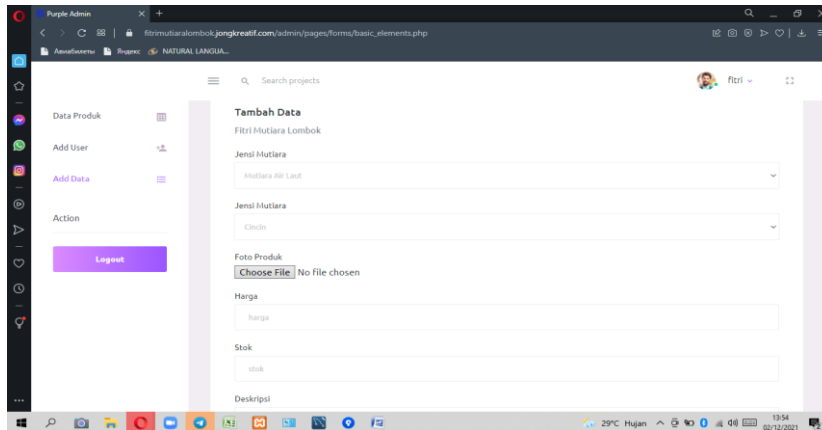 Purple Admin
fitrimutiaralombok.jongkreatif.com/admin/pages/forms/basic_elements.php
Авиабилеты Яндекс NATURAL LANGUA...
Search projects
fitri
Data Produk
Add User
Add Data
Action
Logout
Tambah Data
Fitri Mutiara Lombok
Jensi Mutiara
Mutiara Air Laut
Jensi Mutiara
Cincin
Foto Produk
Choose File No file chosen
Harga
harga
Stok
stok
Deskripsi
29°C Hujan
13:54
02/12/2021